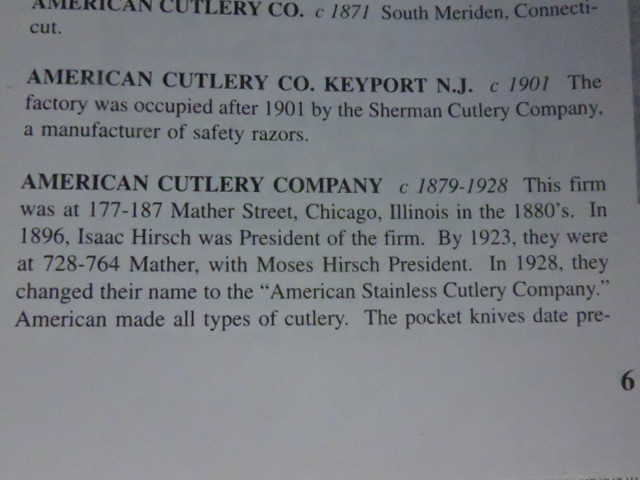 AMERICAN CUTLERY CO. c 1871 South Meriden, Connecti-
cut.
AMERICAN CUTLERY CO. KEYPORT N.J. c 1901 The
factory was occupied after 1901 by the Sherman Cutlery Company,
a manufacturer of safety razors.
AMERICAN CUTLERY COMPANY c 1879-1928 This firm
was at 177-187 Mather Street, Chicago, Illinois in the 1880's. In
1896, Isaac Hirsch was President of the firm. By 1923, they were
at 728-764 Mather, with Moses Hirsch President. In 1928, they
changed their name to the “American Stainless Cutlery Company.”
American made all types of cutlery. The pocket knives date pre-
6